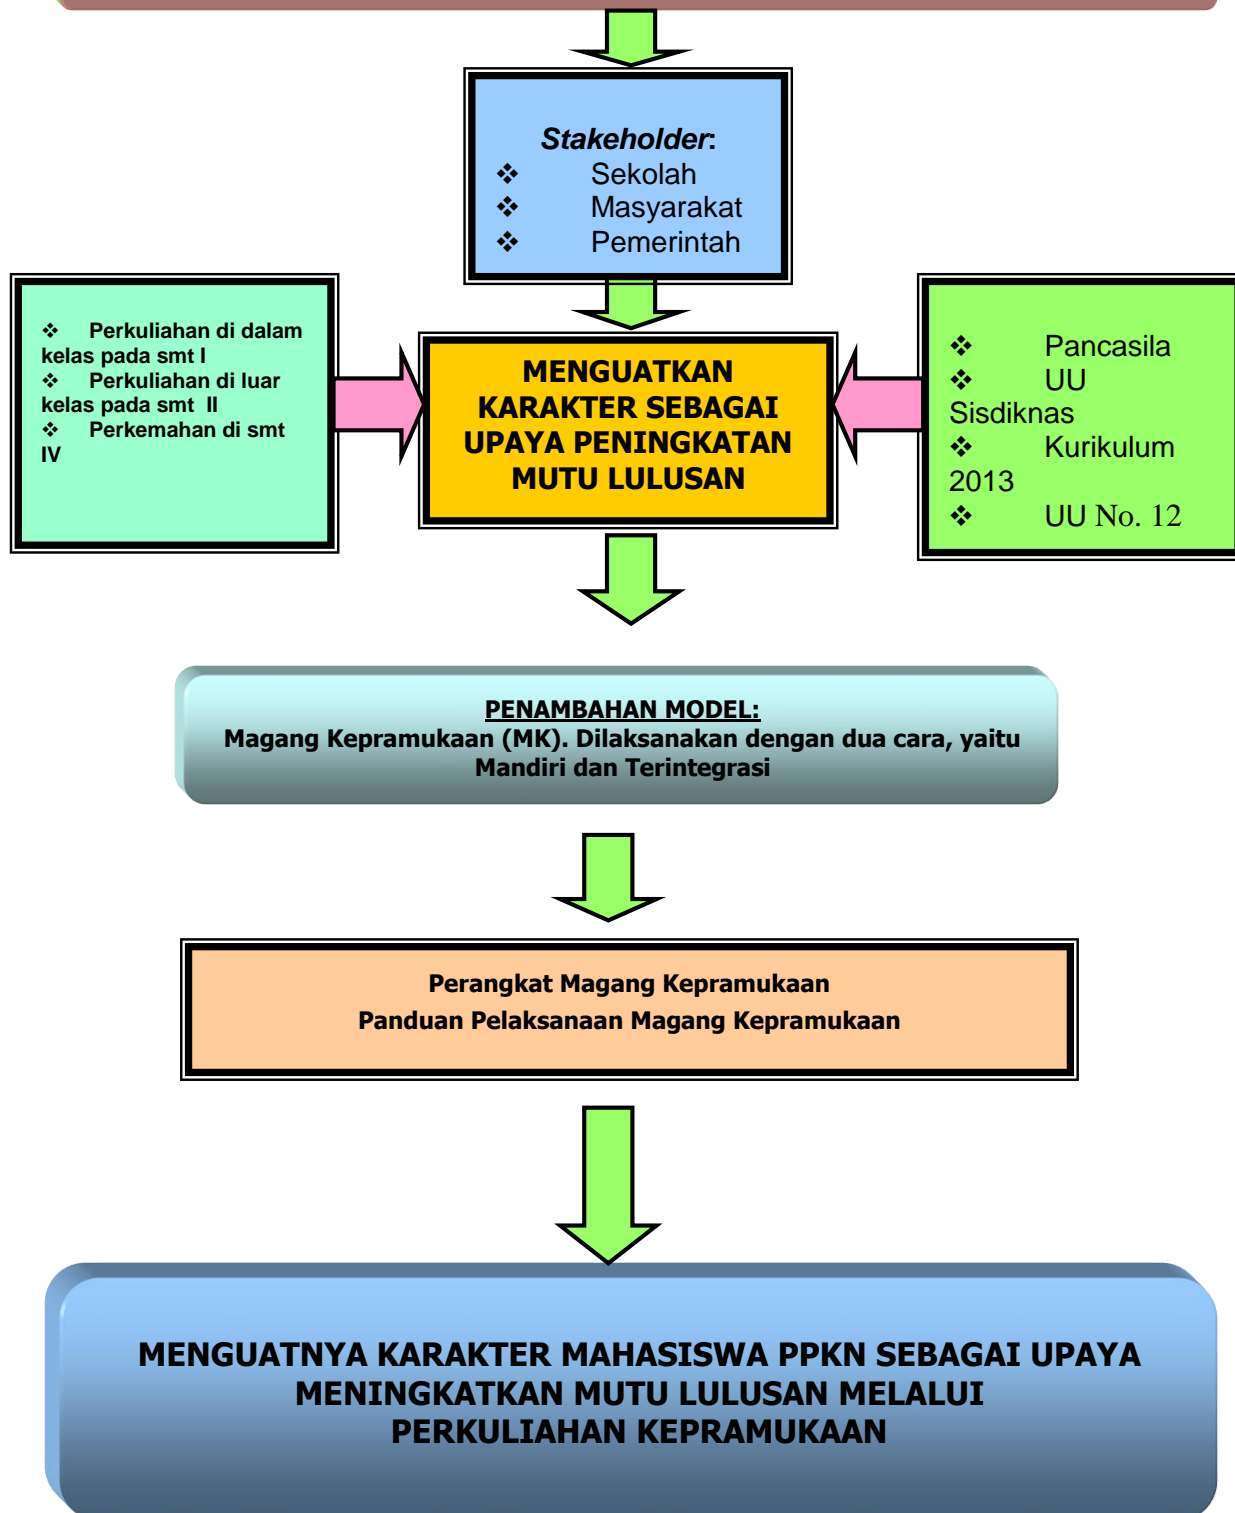 Stakeholder:
❖ Sekolah
❖ Masyarakat
❖ Pemerintah
❖ Perkuliahan di dalam
kelas pada smt I
❖ Perkuliahan di luar
kelas pada smt II
❖ Perkemahan di smt
IV
MENGUATKAN
KARAKTER SEBAGAI
UPAYA PENINGKATAN
MUTU LULUSAN
❖ Pancasila
❖ UU
Sisdiknas
❖ Kurikulum
2013
❖ UU No. 12
PENAMBAHAN MODEL:
Magang Kepramukaan (MK). Dilaksanakan dengan dua cara, yaitu
Mandiri dan Terintegrasi
Perangkat Magang Kepramukaan
Panduan Pelaksanaan Magang Kepramukaan
MENGUATNYA KARAKTER MAHASISWA PPKN SEBAGAI UPAYA
MENINGKATKAN MUTU LULUSAN MELALUI
PERKULIAHAN KEPRAMUKAAN